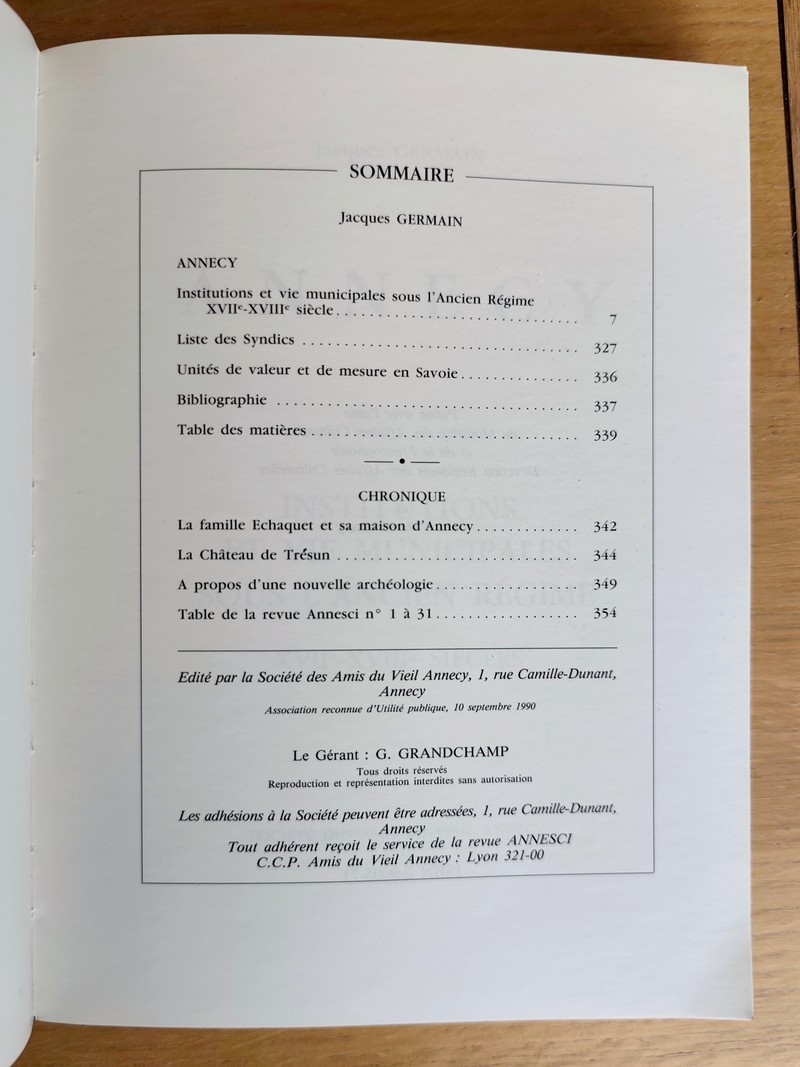 SOMMAIRE
Jacques GERMAIN
ANNECY
Institutions et vie municipales sous l'Ancien Régime
XVIIe-XVIIIe siècle. . . . . . . . . . . . . . . . . . . . . . . . . . . . . 7
Liste des Syndics . . . . . . . . . . . . . . . . . . . . . . . . . . . . . . . . . 327
Unités de valeur et de mesure en Savoie. . . . . . . . . . . . . . 336
Bibliographie . . . . . . . . . . . . . . . . . . . . . . . . . . . . . . . . . . . . 337
Table des matières . . . . . . . . . . . . . . . . . . . . . . . . . . . . . . . . 339
CHRONIQUE
La famille Echaquet et sa maison d'Annecy. . . . . . . . . . . . 342
La Château de Trésun . . . . . . . . . . . . . . . . . . . . . . . . . . . . . 344
A propos d'une nouvelle archéologie. . . . . . . . . . . . . . . . . 349
Table de la revue Annesci n° 1 à 31. . . . . . . . . . . . . . . . . 354
Edité par la Société des Amis du Vieil Annecy, 1, rue Camille-Dunant,
Annecy
Association reconnue d'Utilité publique, 10 septembre 1990
Le Gérant : G. GRANDCHAMP
Tous droits réservés
Reproduction et représentation interdites sans autorisation
Les adhésions à la Société peuvent être adressées, 1, rue Camille-Dunant,
Annecy
Tout adhérent reçoit le service de la revue ANNESCI
C.C.P. Amis du Vieil Annecy : Lyon 321-00